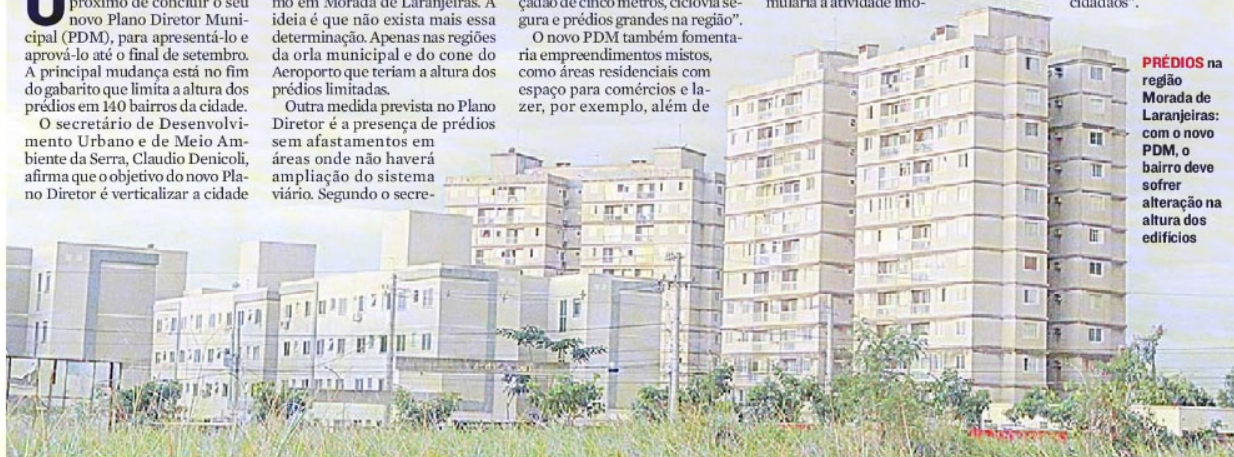 próximo de concluir o seu
novo Plano Diretor Muni-
cipal (PDM), para apresentá-lo e
aprová-lo até o final de setembro.
A principal mudança está no fim
do gabarito que limita a altura dos
prédios em 140 bairros da cidade.
O secretário de Desenvolvi-
mento Urbano e de Meio Am-
biente da Serra, Claudio Denicoli,
afirma que o objetivo do novo Pla-
no Diretor é verticalizar a cidade
mo em Morada de Laranjeiras. A
ideia é que não exista mais essa
determinação. Apenas nas regiões
da orla municipal e do cone do
Aeroporto que teriam a altura dos
prédios limitadas.
Outra medida prevista no Plano
Diretor é a presença de prédios
sem afastamentos em
áreas onde não haverá
ampliação do sistema
viário. Segundo o secre-
çadão de cinco metros, ciclovia se-
gura e prédios grandes na região”.
O novo PDM também fomenta-
ria empreendimentos mistos,
como áreas residenciais com
espaço para comércios e la-
zer, por exemplo, além de
mularia a atividade imo-
cidadãos”.
PRÉDIOS na
região
Morada de
Laranjeiras:
com o novo
PDM, o
bairro deve
sofrer
alteração na
altura dos
edifícios